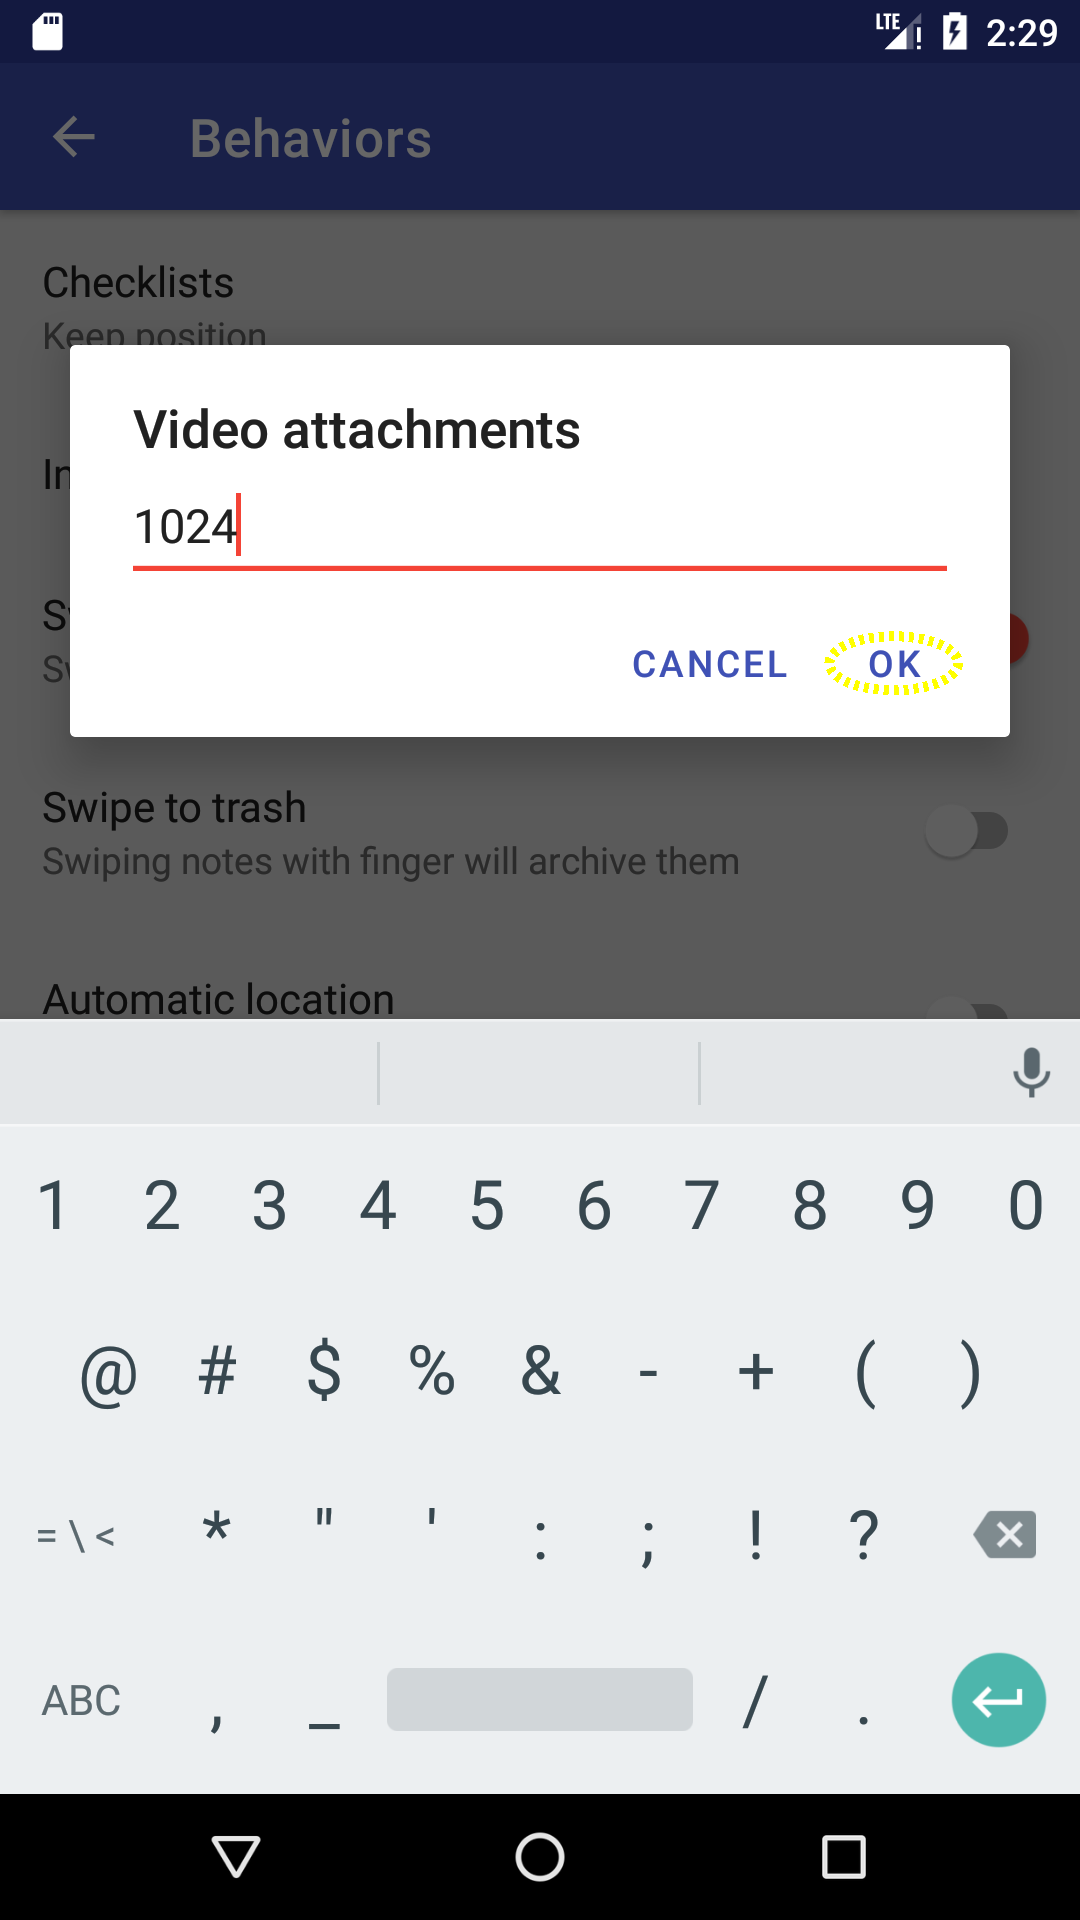 LTE 2:29
Behaviors
Checklists
Keep position
Video attachments
1024
CANCEL OK
Swipe to trash
Swiping notes with finger will archive them
Automatic location
1 2 3 4 5 6 7 8 9 0
@ # $ % & - + ( )
= \ < * " ' : ; ! ?
ABC , _ / .